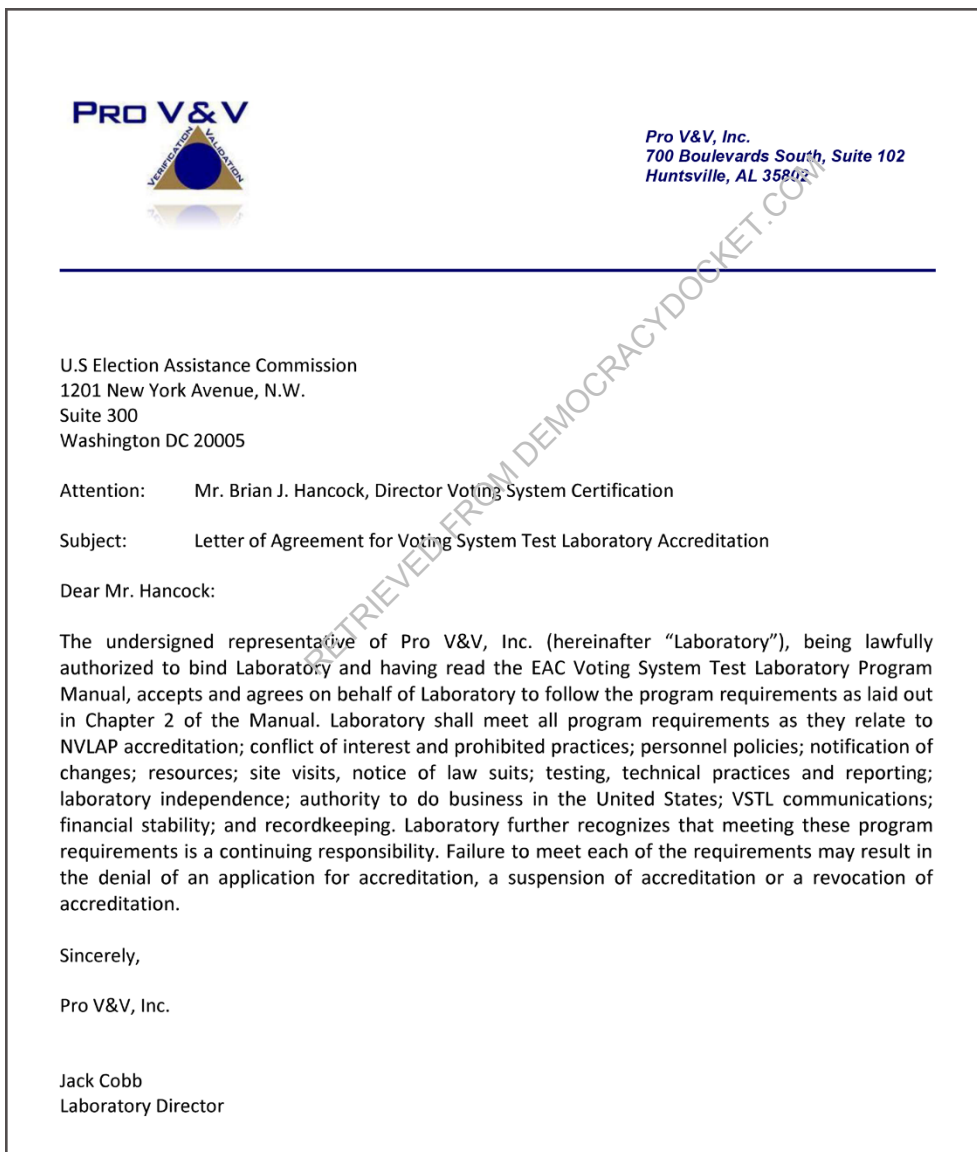 PRO V&V
VERIFICATION VALIDATION
Pro V&V, Inc.
700 Boulevards South, Suite 102
Huntsville, AL 35802
RETRIEVED FROM DEMOCRACYDOCKET.COM
U.S Election Assistance Commission
1201 New York Avenue, N.W.
Suite 300
Washington DC 20005
Attention: Mr. Brian J. Hancock, Director Voting System Certification
Subject: Letter of Agreement for Voting System Test Laboratory Accreditation
Dear Mr. Hancock:
The undersigned representative of Pro V&V, Inc. (hereinafter “Laboratory”), being lawfully
authorized to bind Laboratory and having read the EAC Voting System Test Laboratory Program
Manual, accepts and agrees on behalf of Laboratory to follow the program requirements as laid out
in Chapter 2 of the Manual. Laboratory shall meet all program requirements as they relate to
NVLAP accreditation; conflict of interest and prohibited practices; personnel policies; notification of
changes; resources; site visits, notice of law suits; testing, technical practices and reporting;
laboratory independence; authority to do business in the United States; VSTL communications;
financial stability; and recordkeeping. Laboratory further recognizes that meeting these program
requirements is a continuing responsibility. Failure to meet each of the requirements may result in
the denial of an application for accreditation, a suspension of accreditation or a revocation of
accreditation.
Sincerely,
Pro V&V, Inc.
Jack Cobb
Laboratory Director